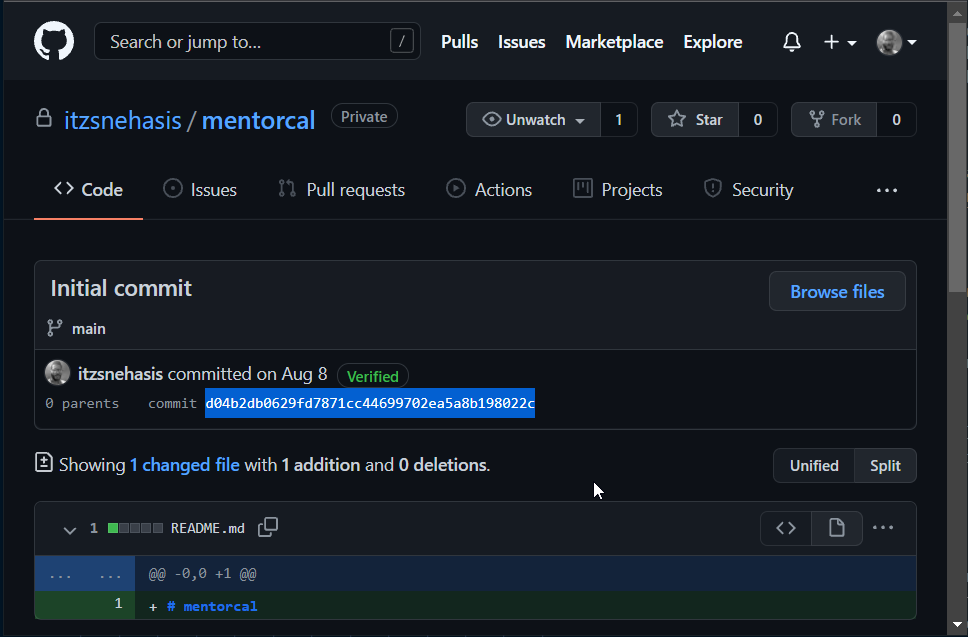 Search or jump to... / Pulls Issues Marketplace Explore
itzsnehasis / mentorcal Private Unwatch 1 Star 0 Fork 0
Code Issues Pull requests Actions Projects Security ...
Initial commit Browse files
main
itzsnehasis committed on Aug 8 Verified
0 parents commit d04b2db0629fd7871cc44699702ea5a8b198022c
Showing 1 changed file with 1 addition and 0 deletions. Unified Split
1 README.md <> ...
... ... @@ -0,0 +1 @@
1 + # mentorcal